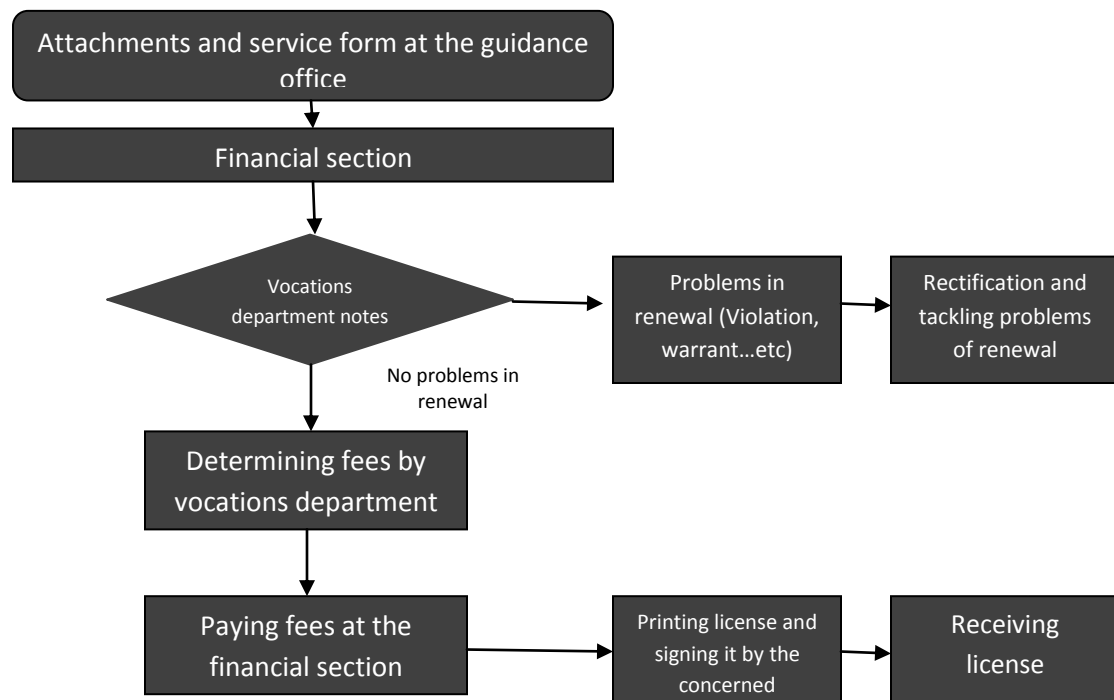 Attachments and service form at the guidance
office
Financial section
Vocations
department notes
Problems in
renewal (Violation,
warrant...etc)
Rectification and
tackling problems
of renewal
No problems in
renewal
Determining fees by
vocations department
Paying fees at the
financial section
Printing license and
signing it by the
concerned
Receiving
license